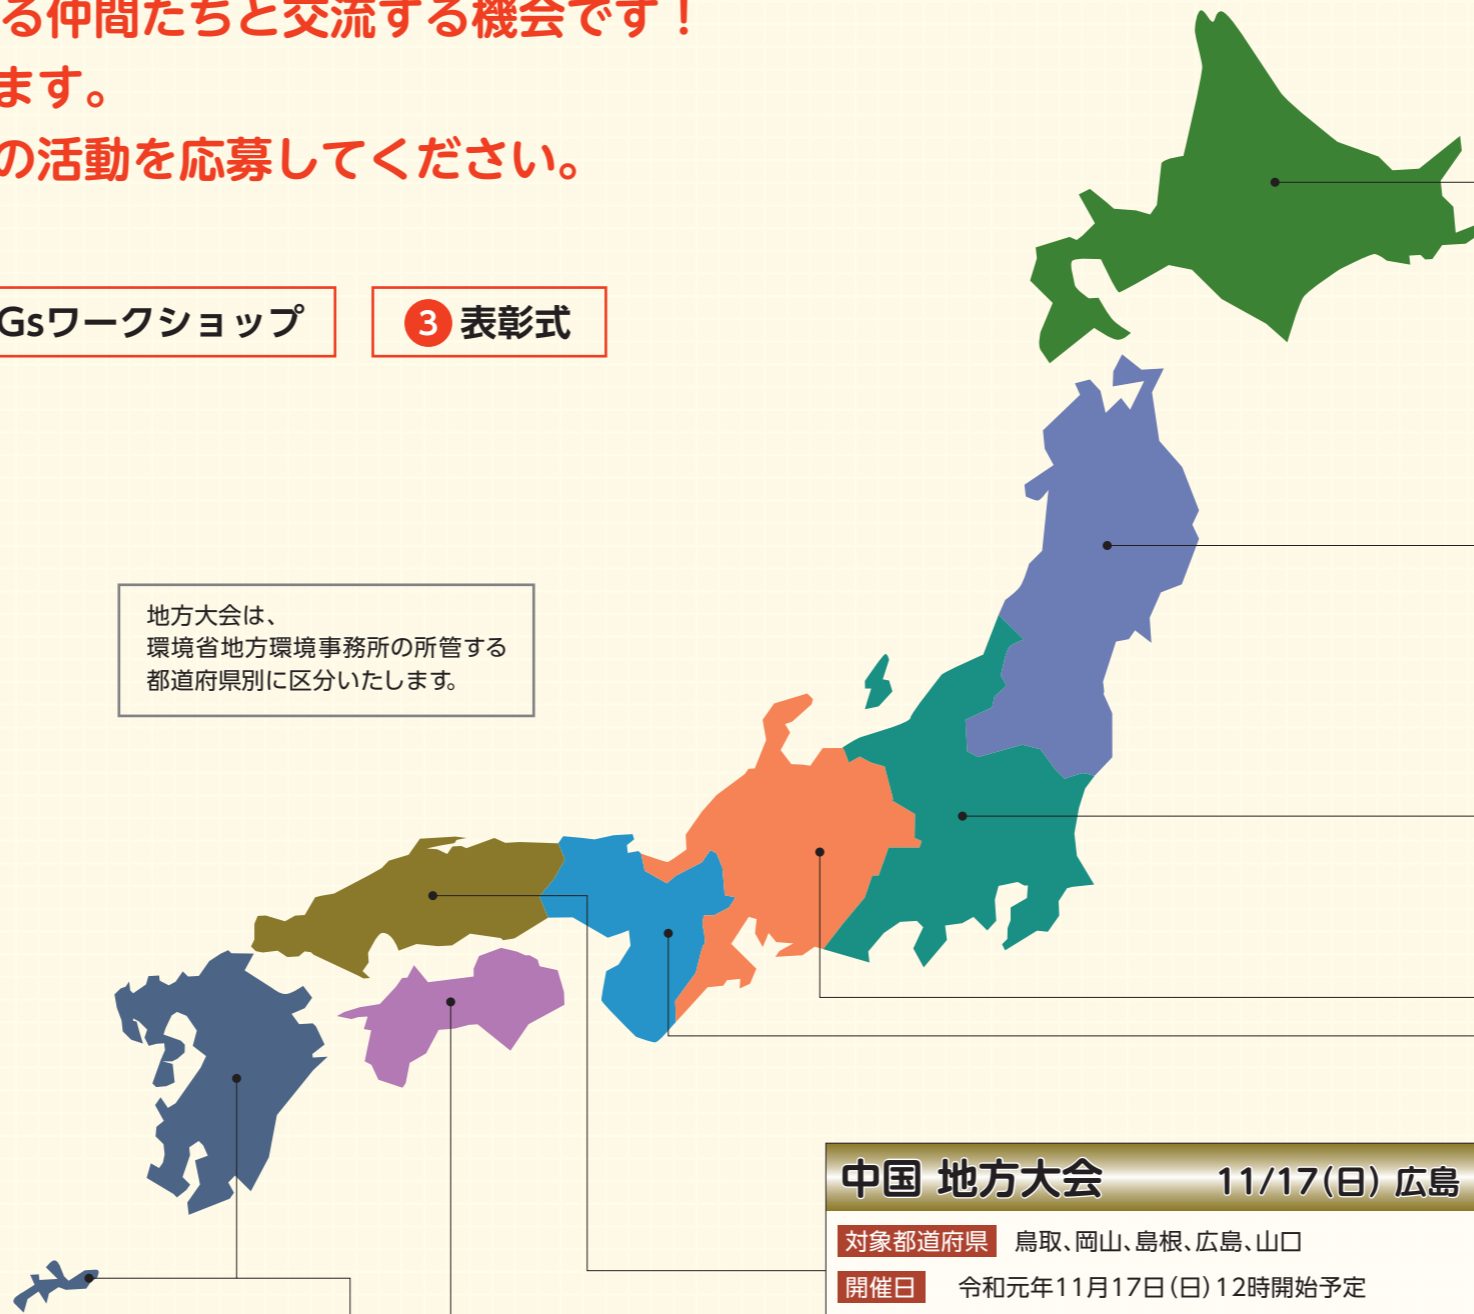 る仲間たちと交流する機会です！
ます。
の活動を応募してください。
Gsワークショップ
3 表彰式
地方大会は、
環境省地方環境事務所の所管する
都道府県別に区分いたします。
中国 地方大会 11/17(日) 広島
対象都道府県 鳥取、岡山、島根、広島、山口
開催日 令和元年11月17日(日)12時開始予定